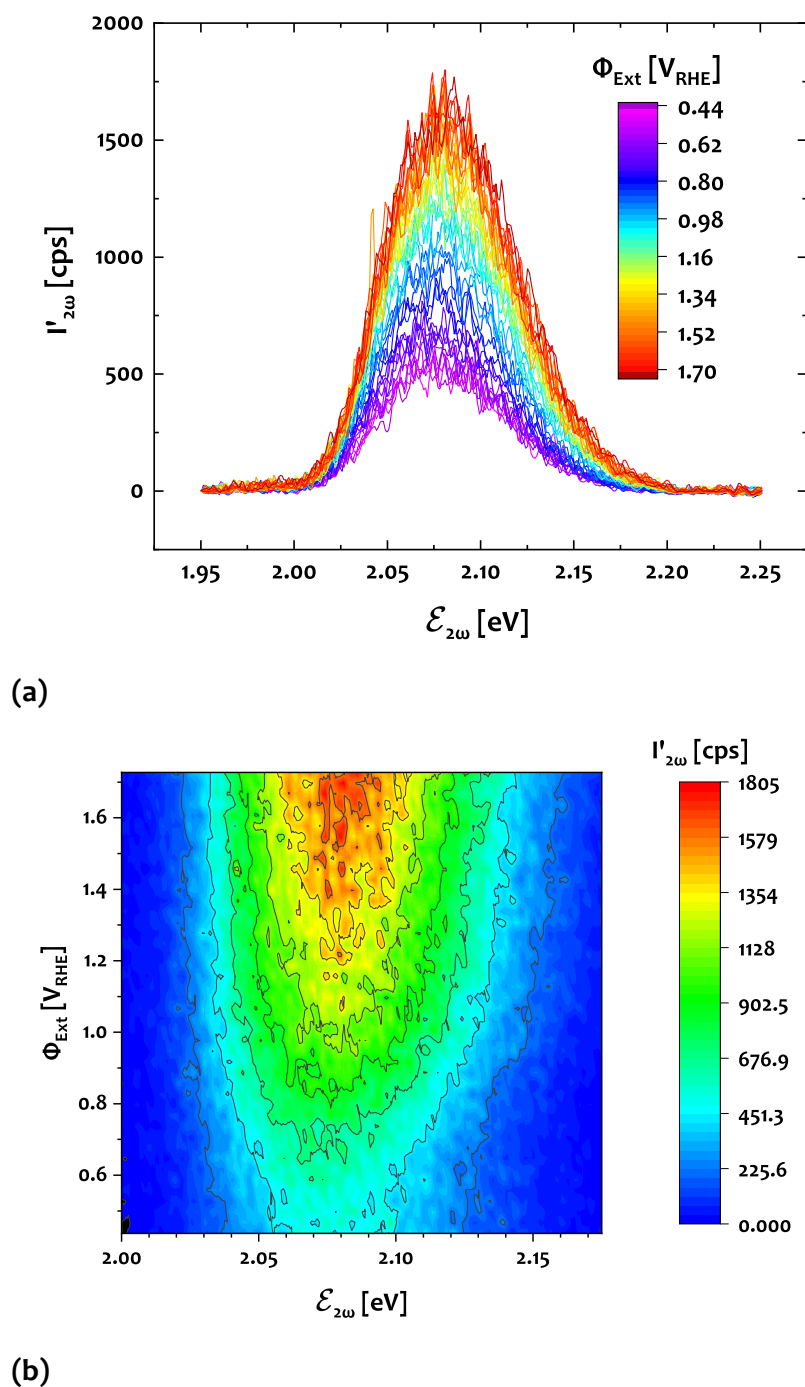 2000
1500
1000
500
0
I'2ω [cps]
ΦExt [VRHE]
0.44
0.62
0.80
0.98
1.16
1.34
1.52
1.70
1.95 2.00 2.05 2.10 2.15 2.20 2.25
ℰ2ω [eV]
(a)
I'2ω [cps]
1805
1579
1354
1128
902.5
676.9
451.3
225.6
0.000
1.6
1.4
1.2
1.0
0.8
0.6
ΦExt [VRHE]
2.00 2.05 2.10 2.15
ℰ2ω [eV]
(b)